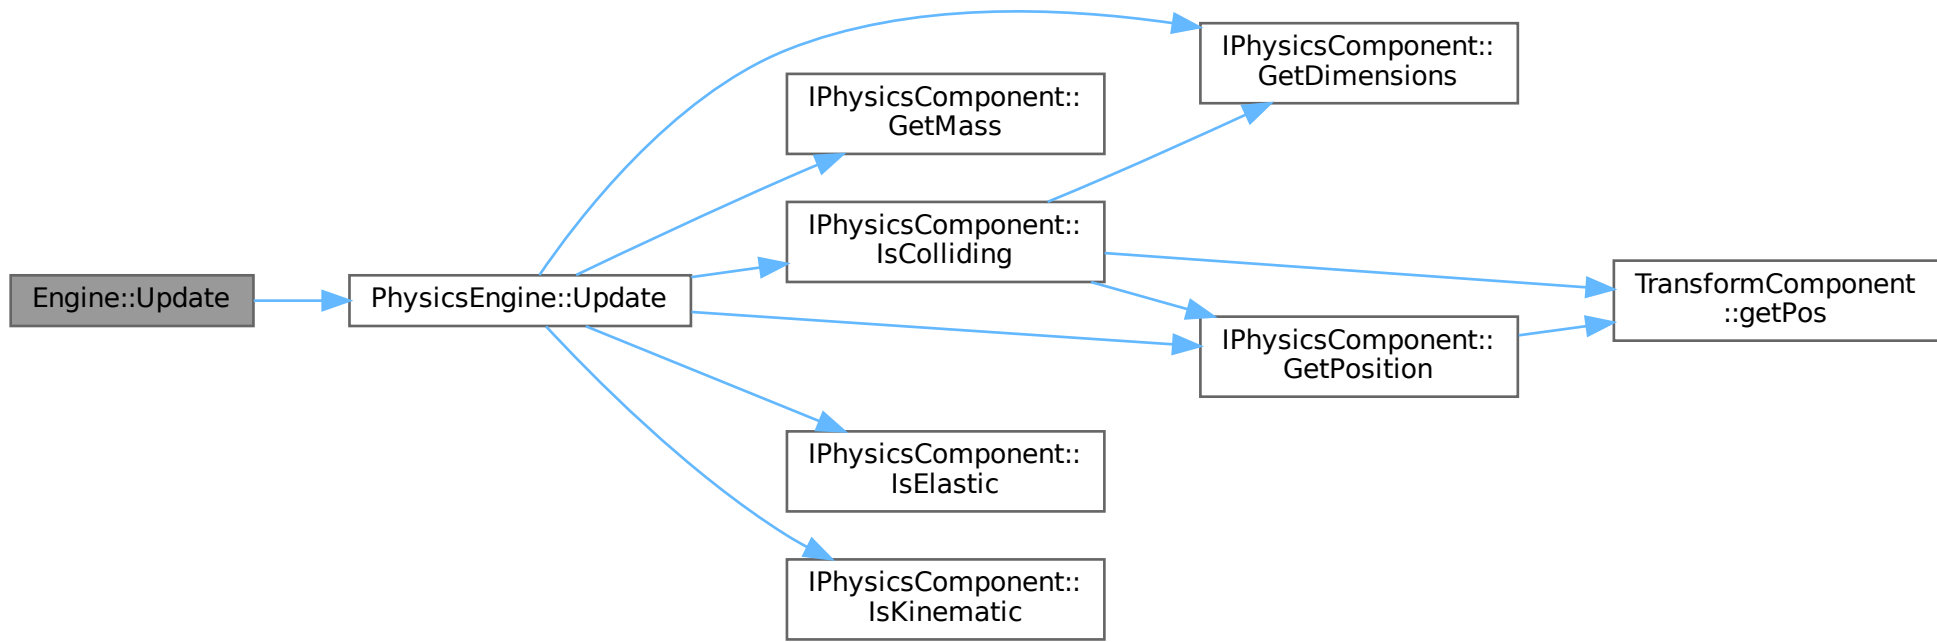 Engine::Update
PhysicsEngine::Update
IPhysicsComponent::
GetDimensions
IPhysicsComponent::
GetMass
IPhysicsComponent::
IsColliding
IPhysicsComponent::
GetPosition
TransformComponent
::getPos
IPhysicsComponent::
IsElastic
IPhysicsComponent::
IsKinematic